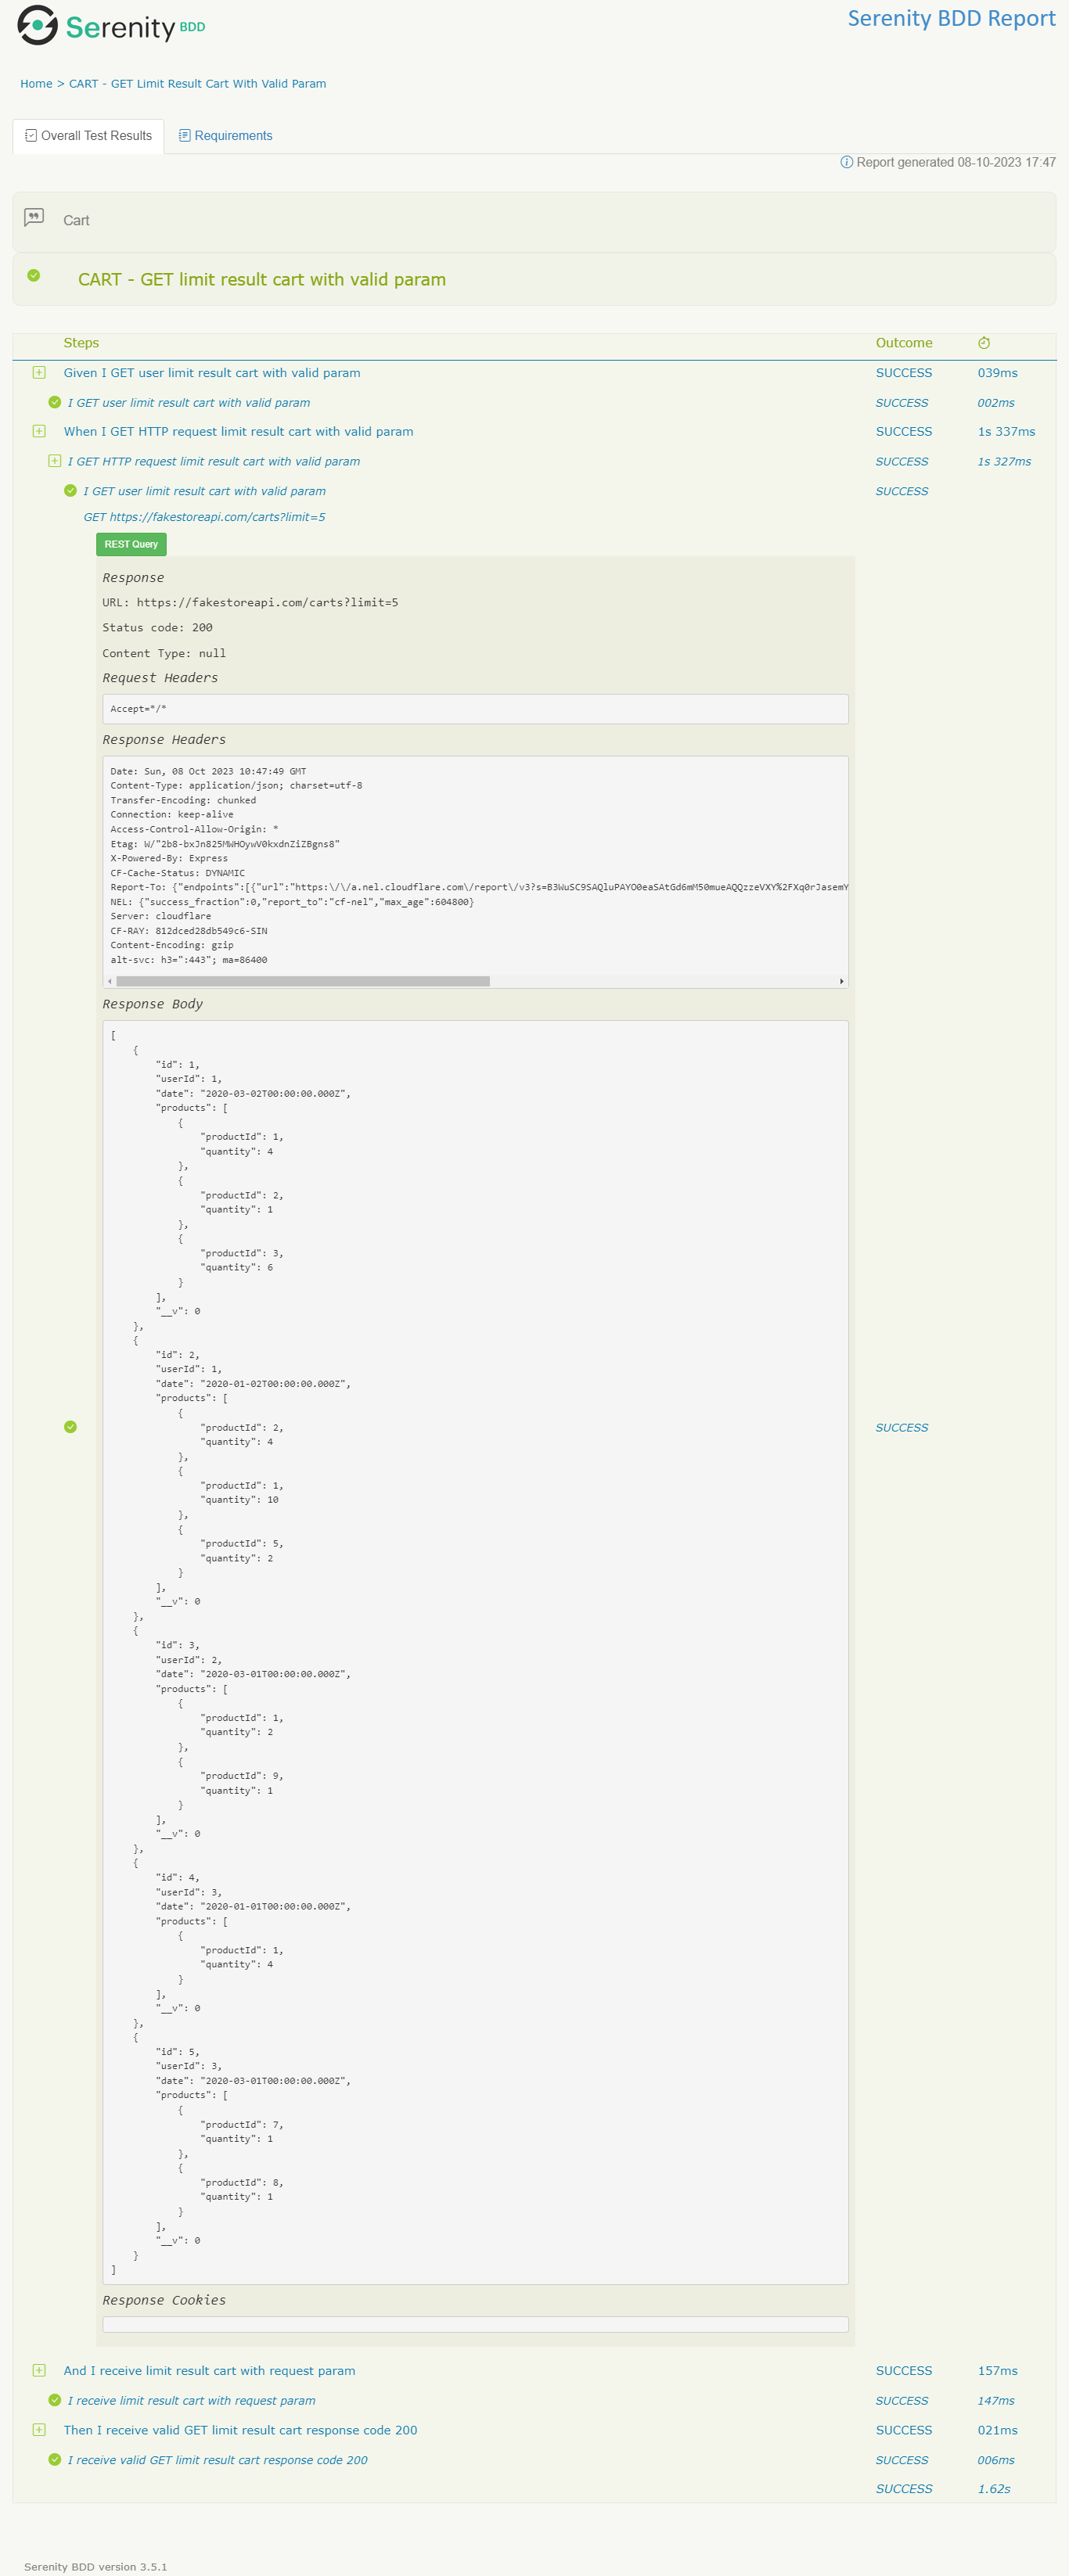 Serenity BDD
Serenity BDD Report
Home > CART - GET Limit Result Cart With Valid Param
Overall Test Results
Requirements
Report generated 08-10-2023 17:47
Cart
CART - GET limit result cart with valid param
Steps Outcome
Given I GET user limit result cart with valid param SUCCESS 039ms
I GET user limit result cart with valid param SUCCESS 002ms
When I GET HTTP request limit result cart with valid param SUCCESS 1s 337ms
I GET HTTP request limit result cart with valid param SUCCESS 1s 327ms
I GET user limit result cart with valid param SUCCESS
GET https://fakestoreapi.com/carts?limit=5
REST Query
Response
URL: https://fakestoreapi.com/carts?limit=5
Status code: 200
Content Type: null
Request Headers
Accept=*/*
Response Headers
Date: Sun, 08 Oct 2023 10:47:49 GMT
Content-Type: application/json; charset=utf-8
Transfer-Encoding: chunked
Connection: keep-alive
Access-Control-Allow-Origin: *
Etag: W/"2b8-bxJn825MWHOywV0kxdnZiZBgns8"
X-Powered-By: Express
CF-Cache-Status: DYNAMIC
Report-To: {"endpoints":[{"url":"https:\/\/a.nel.cloudflare.com\/report\/v3?s=B3WuSC9SAQluPAYO0eaSAtGd6mM50mueAQQzzeVXY%2FXq0rJasemY
NEL: {"success_fraction":0,"report_to":"cf-nel","max_age":604800}
Server: cloudflare
CF-RAY: 812dced28db549c6-SIN
Content-Encoding: gzip
alt-svc: h3=":443"; ma=86400
Response Body
[
{
"id": 1,
"userId": 1,
"date": "2020-03-02T00:00:00.000Z",
"products": [
{
"productId": 1,
"quantity": 4
},
{
"productId": 2,
"quantity": 1
},
{
"productId": 3,
"quantity": 6
}
],
"__v": 0
},
{
"id": 2,
"userId": 1,
"date": "2020-01-02T00:00:00.000Z",
"products": [
{
"productId": 2,
"quantity": 4
},
{
"productId": 1,
"quantity": 10
},
{
"productId": 5,
"quantity": 2
}
],
"__v": 0
},
{
"id": 3,
"userId": 2,
"date": "2020-03-01T00:00:00.000Z",
"products": [
{
"productId": 1,
"quantity": 2
},
{
"productId": 9,
"quantity": 1
}
],
"__v": 0
},
{
"id": 4,
"userId": 3,
"date": "2020-01-01T00:00:00.000Z",
"products": [
{
"productId": 1,
"quantity": 4
}
],
"__v": 0
},
{
"id": 5,
"userId": 3,
"date": "2020-03-01T00:00:00.000Z",
"products": [
{
"productId": 7,
"quantity": 1
},
{
"productId": 8,
"quantity": 1
}
],
"__v": 0
}
]
SUCCESS
Response Cookies
And I receive limit result cart with request param SUCCESS 157ms
I receive limit result cart with request param SUCCESS 147ms
Then I receive valid GET limit result cart response code 200 SUCCESS 021ms
I receive valid GET limit result cart response code 200 SUCCESS 006ms
SUCCESS 1.62s
Serenity BDD version 3.5.1